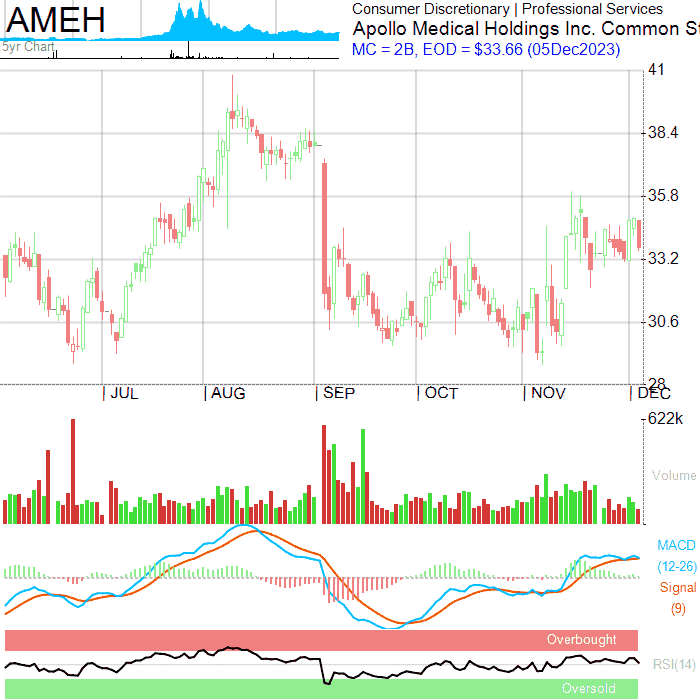 AMEH
5yr Chart
Consumer Discretionary | Professional Services
Apollo Medical Holdings Inc. Common St
MC = 2B, EOD = $33.66 (05Dec2023)
41
38.4
35.8
33.2
30.6
28
JUL
AUG
SEP
OCT
NOV
DEC
622k
Volume
MACD
(12-26)
Signal
(9)
Overbought
RSI(14)
Oversold